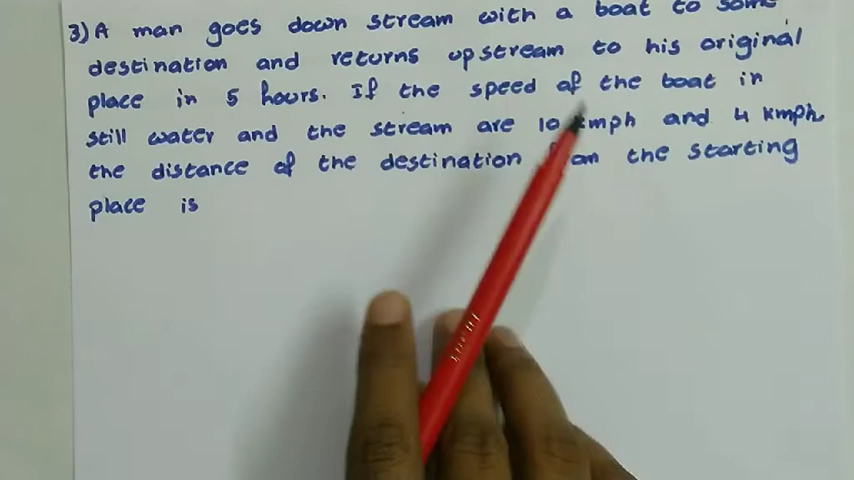 3) A man goes down stream with a boat to some
destination and returns upstream to his original
place in 5 hours. If the speed of the boat in
still water and the stream are 10 kmph and 4 kmph,
the distance of the destination from the starting
place is